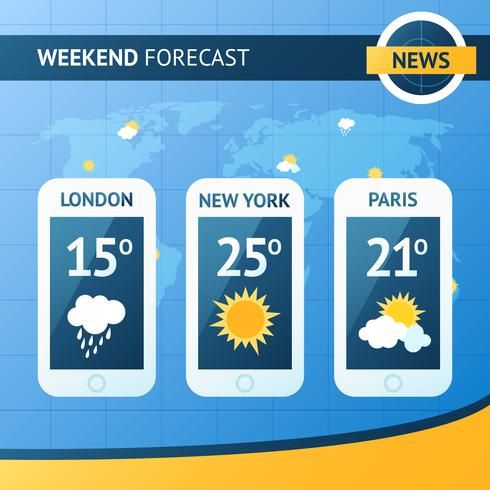 WEEKEND FORECAST
NEWS
LONDON
15º
NEW YORK
25º
PARIS
21º